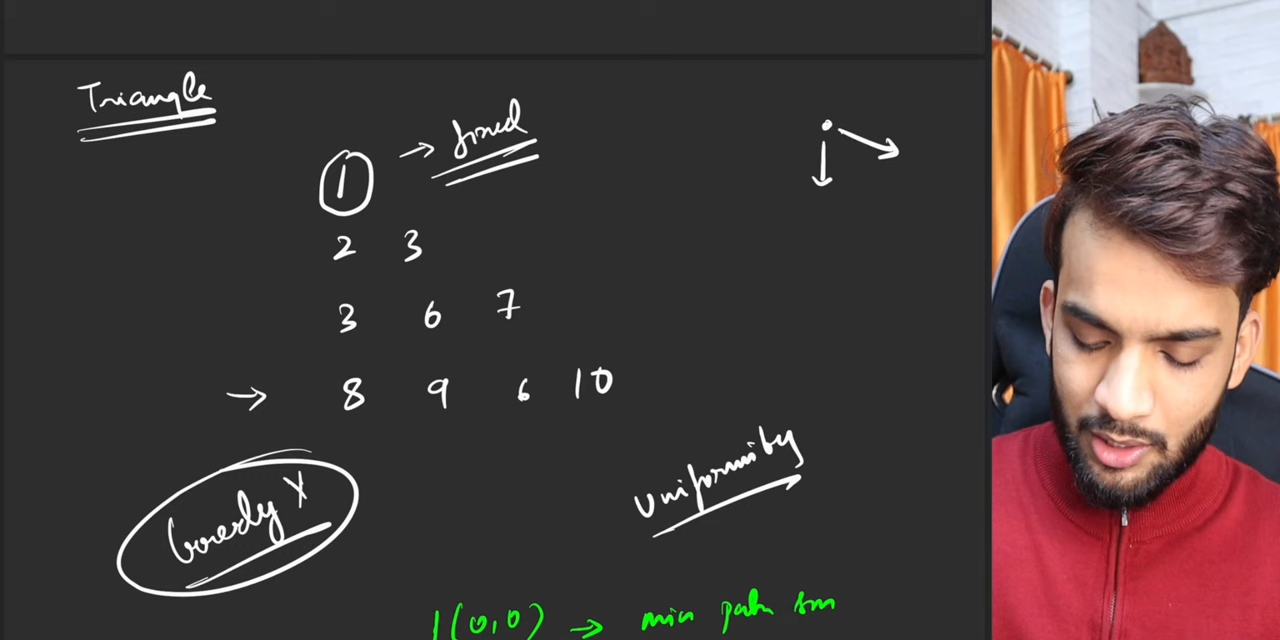 Triangle
1 → fixed
2 3
3 6 7
→ 8 9 6 10
Greedy X
Uniformity
f(0,0) → min path sum